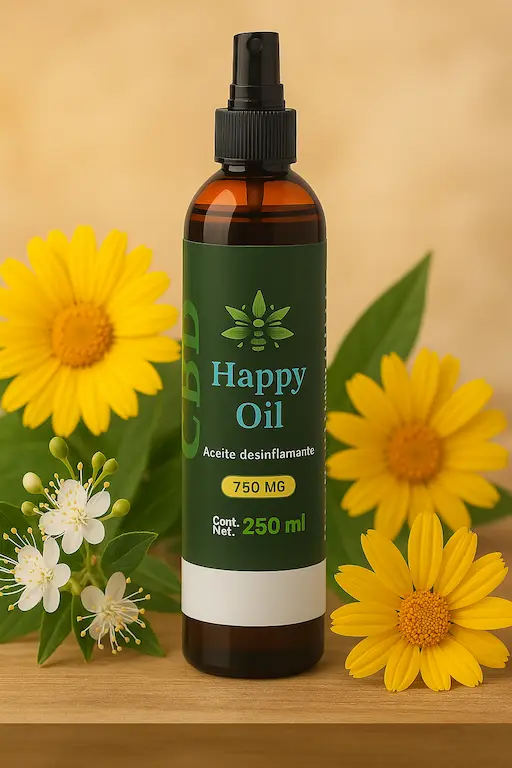 CBD
Happy
Oil
Aceite desinflamante
750 MG
Cont.
Net. 250 ml